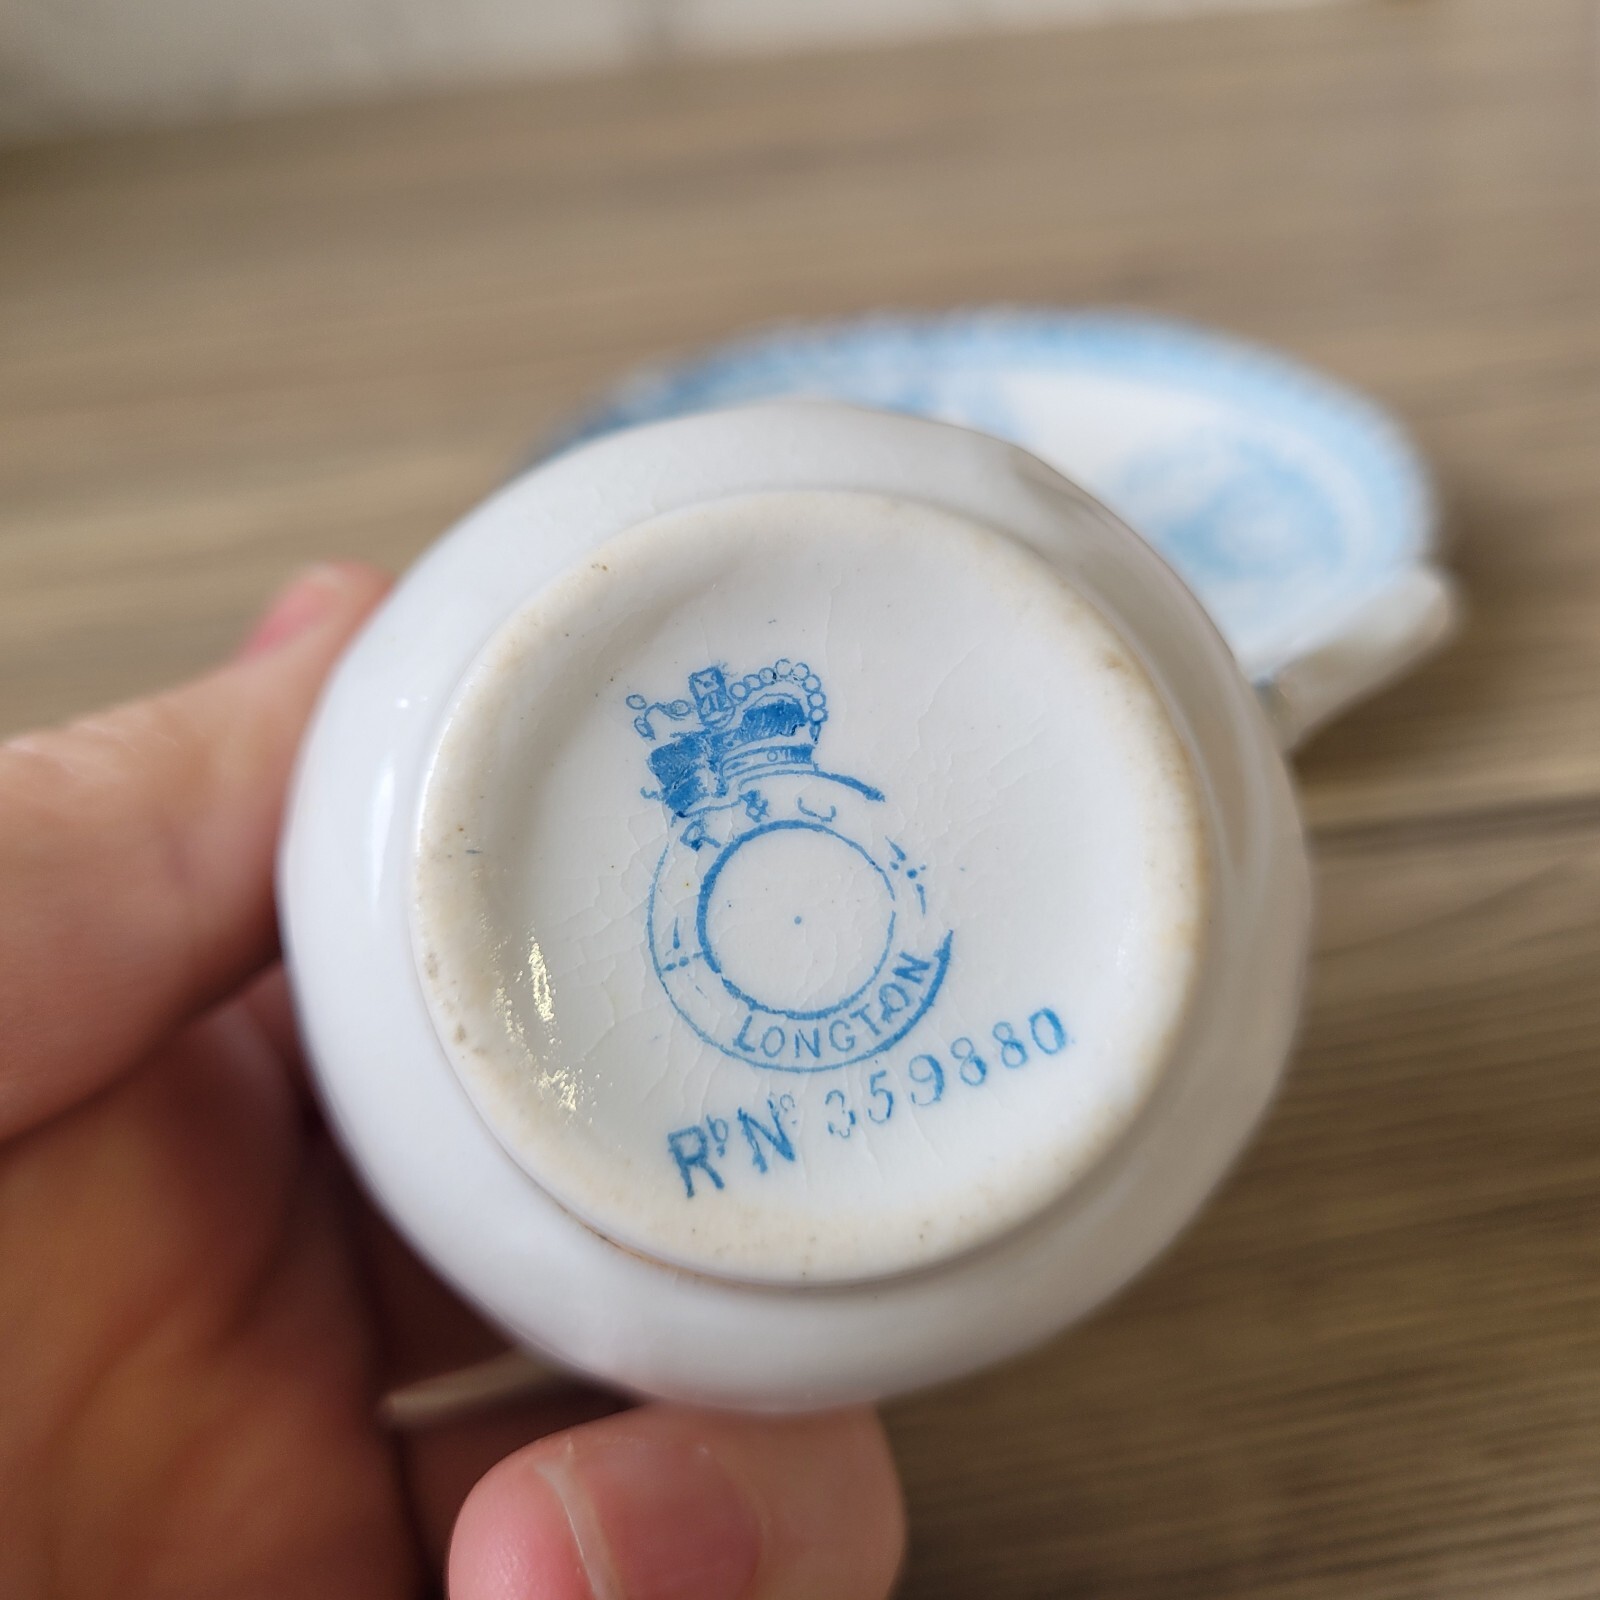 R & C
LONGTON
Rᴰ Nº 359880